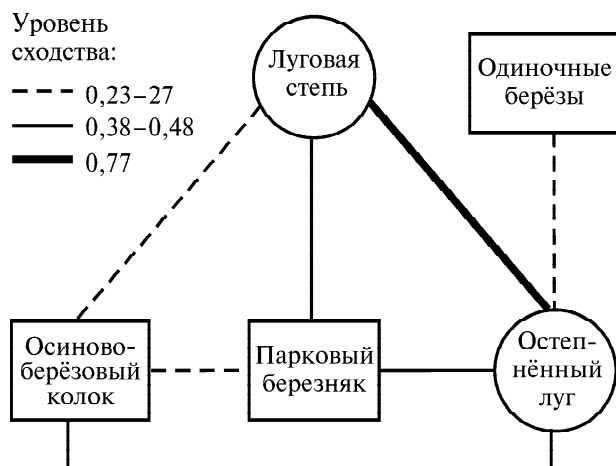 Уровень
сходства:
0,23–27
0,38–0,48
0,77
Луговая
степь
Одиночные
берёзы
Осиново-
берёзовый
колок
Парковый
березняк
Остеп-
нённый
луг